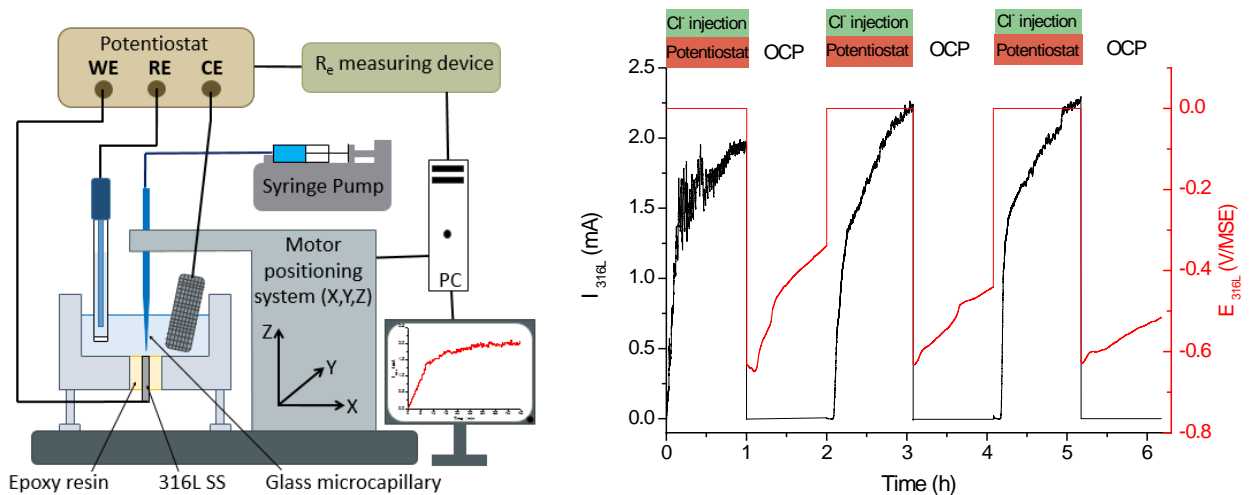 Potentiostat
WE RE CE
Rₑ measuring device
Syringe Pump
Motor
positioning
system (X,Y,Z)
PC
Z
Y
X
Epoxy resin 316L SS Glass microcapillary
Cl⁻ injection Cl⁻ injection Cl⁻ injection
Potentiostat OCP Potentiostat OCP Potentiostat OCP
2.5
2.0
1.5
1.0
0.5
0.0
I 316L (mA)
0.0
-0.2
-0.4
-0.6
-0.8
E 316L (V/MSE)
0 1 2 3 4 5 6
Time (h)